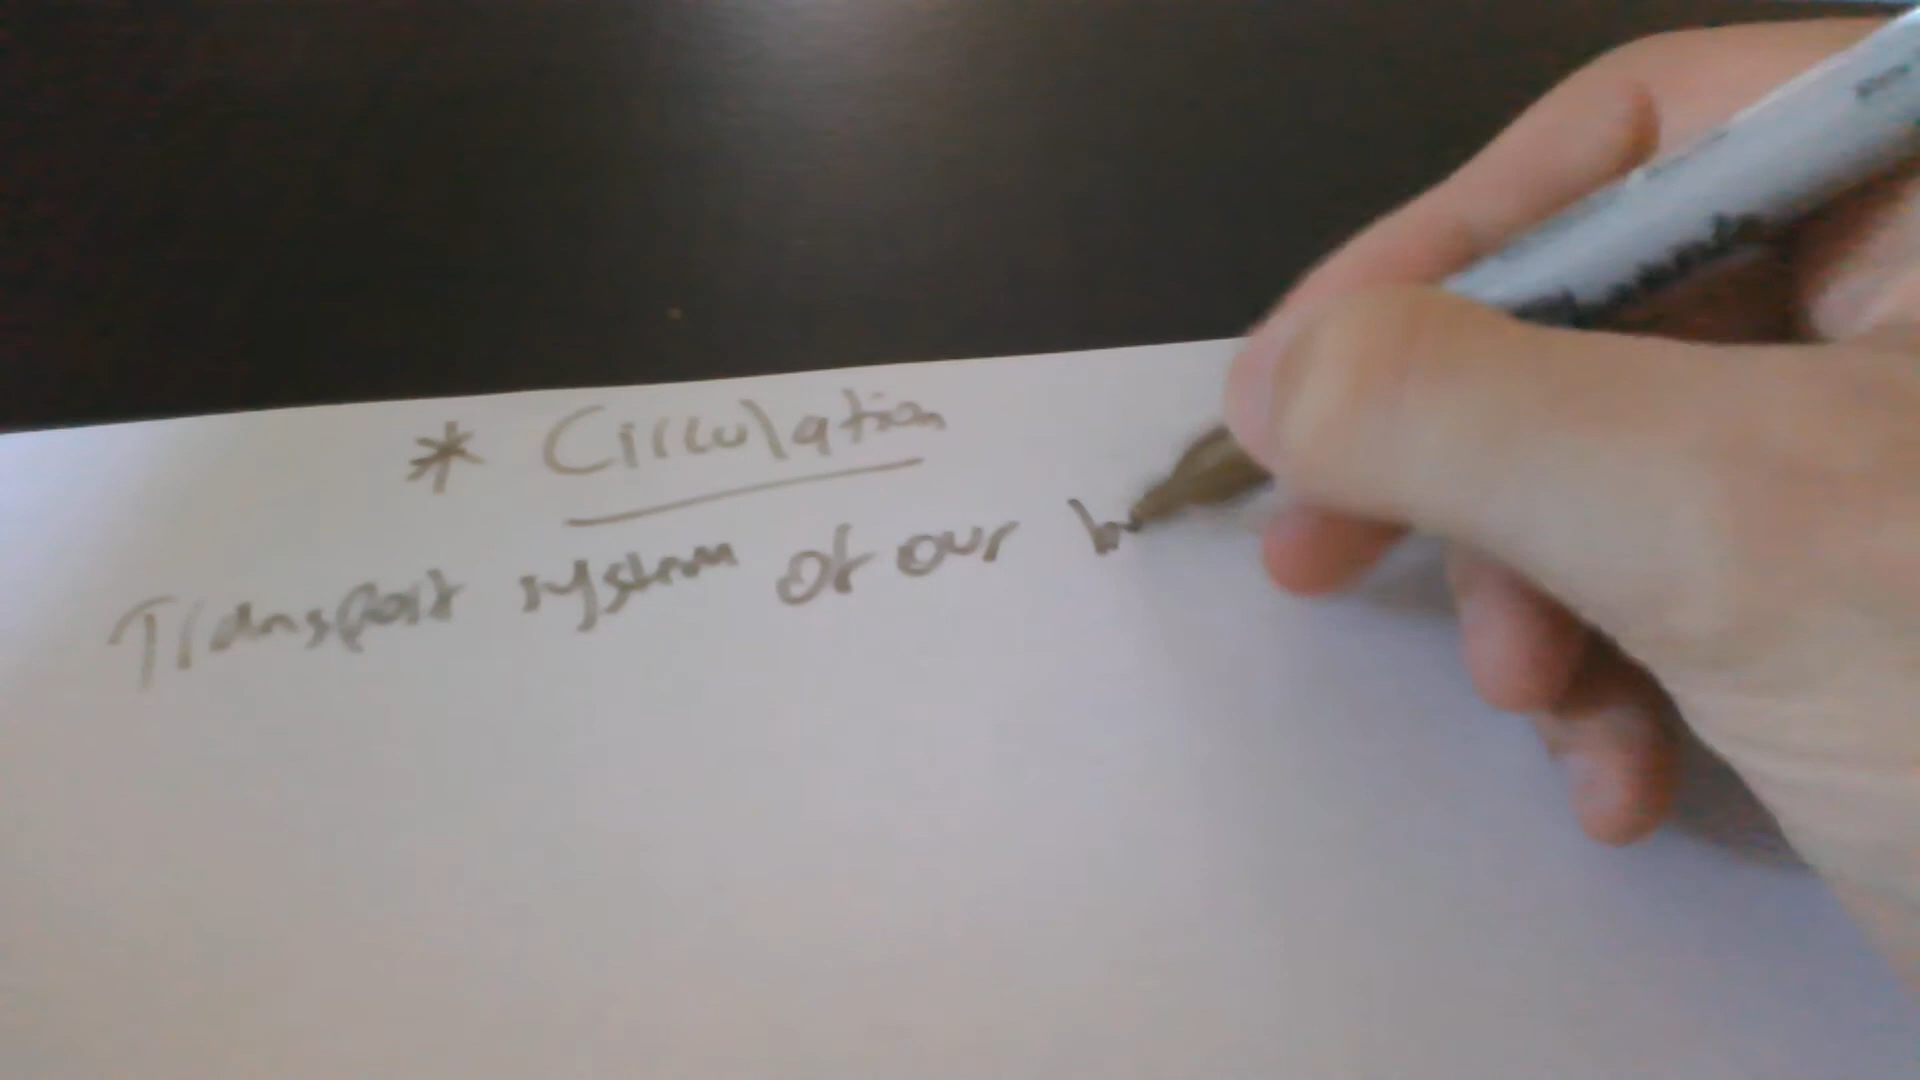 * Circulation
Transport system of our b